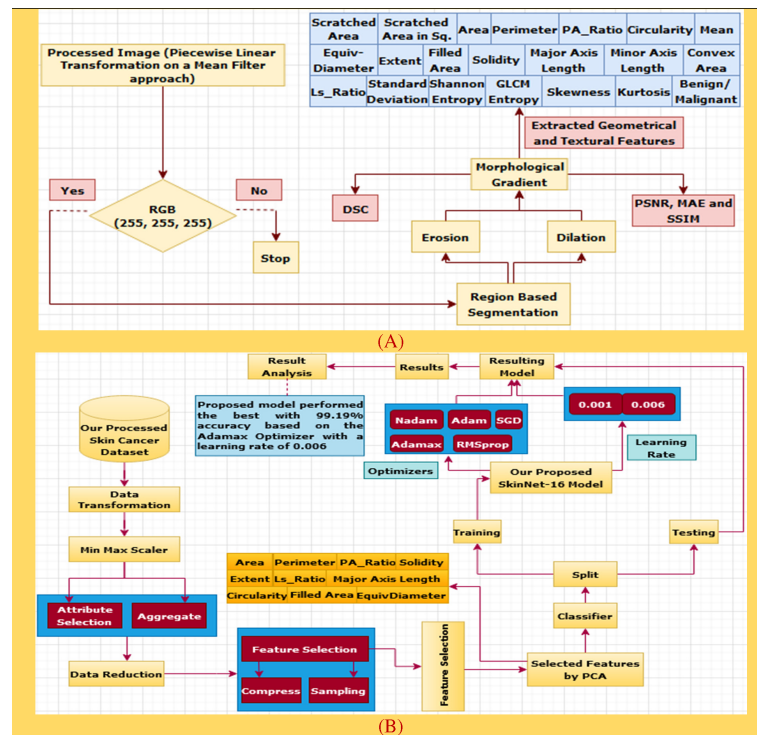 Processed Image (Piecewise Linear
Transformation on a Mean Filter
approach)
Yes
No
RGB
(255, 255, 255)
Stop
Scratched
Area
Scratched
Area in Sq.
Area
Perimeter
PA_Ratio
Circularity
Mean
Equiv-
Diameter
Extent
Filled
Area
Solidity
Major Axis
Length
Minor Axis
Length
Convex
Area
Ls_Ratio
Standard
Deviation
Shannon
Entropy
GLCM
Entropy
Skewness
Kurtosis
Benign/
Malignant
Extracted Geometrical
and Textural Features
Morphological
Gradient
DSC
PSNR, MAE and
SSIM
Erosion
Dilation
Region Based
Segmentation
(A)
Result
Analysis
Results
Resulting
Model
Our Processed
Skin Cancer
Dataset
Proposed model performed
the best with 99.19%
accuracy based on the
Adamax Optimizer with a
learning rate of 0.006
Nadam
Adam
SGD
Adamax
RMSprop
0.001
0.006
Optimizers
Learning
Rate
Our Proposed
SkinNet-16 Model
Data
Transformation
Training
Testing
Min Max Scaler
Area
Perimeter
PA_Ratio
Solidity
Extent
Ls_Ratio
Major Axis Length
Circularity
Filled Area
EquivDiameter
Split
Classifier
Attribute
Selection
Aggregate
Feature Selection
Compress
Sampling
Feature Selection
Selected Features
by PCA
Data Reduction
(B)